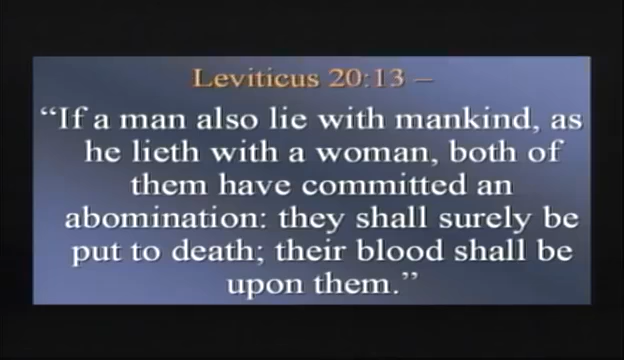 Leviticus 20:13 –
“If a man also lie with mankind, as
he lieth with a woman, both of
them have committed an
abomination: they shall surely be
put to death; their blood shall be
upon them.”